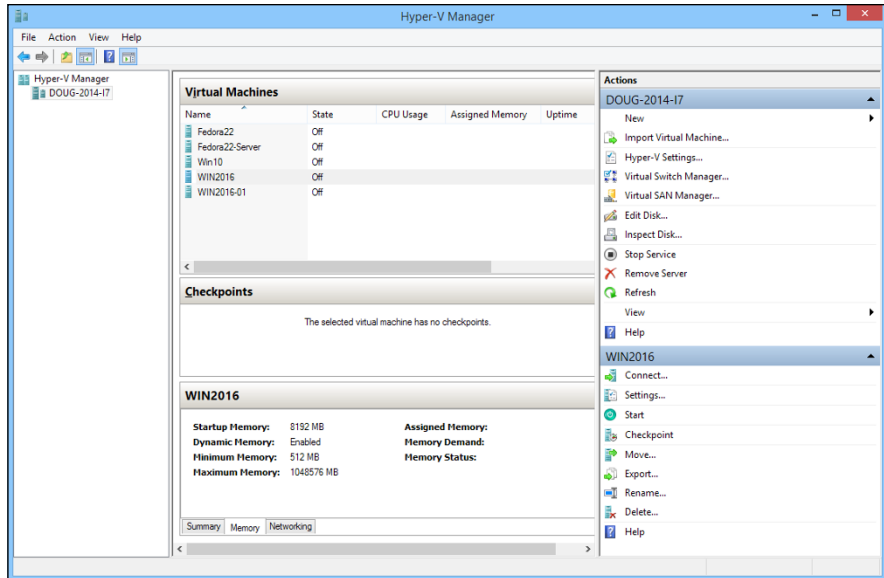 Hyper-V Manager
File Action View Help
Hyper-V Manager
DOUG-2014-I7
Virtual Machines
Name State CPU Usage Assigned Memory Uptime
Fedora22 Off
Fedora22-Server Off
Win10 Off
WIN2016 Off
WIN2016-01 Off
Checkpoints
The selected virtual machine has no checkpoints.
WIN2016
Startup Memory: 8192 MB Assigned Memory:
Dynamic Memory: Enabled Memory Demand:
Minimum Memory: 512 MB Memory Status:
Maximum Memory: 1048576 MB
Summary Memory Networking
Actions
DOUG-2014-I7
New
Import Virtual Machine...
Hyper-V Settings...
Virtual Switch Manager...
Virtual SAN Manager...
Edit Disk...
Inspect Disk...
Stop Service
Remove Server
Refresh
View
Help
WIN2016
Connect...
Settings...
Start
Checkpoint
Move...
Export...
Rename...
Delete...
Help